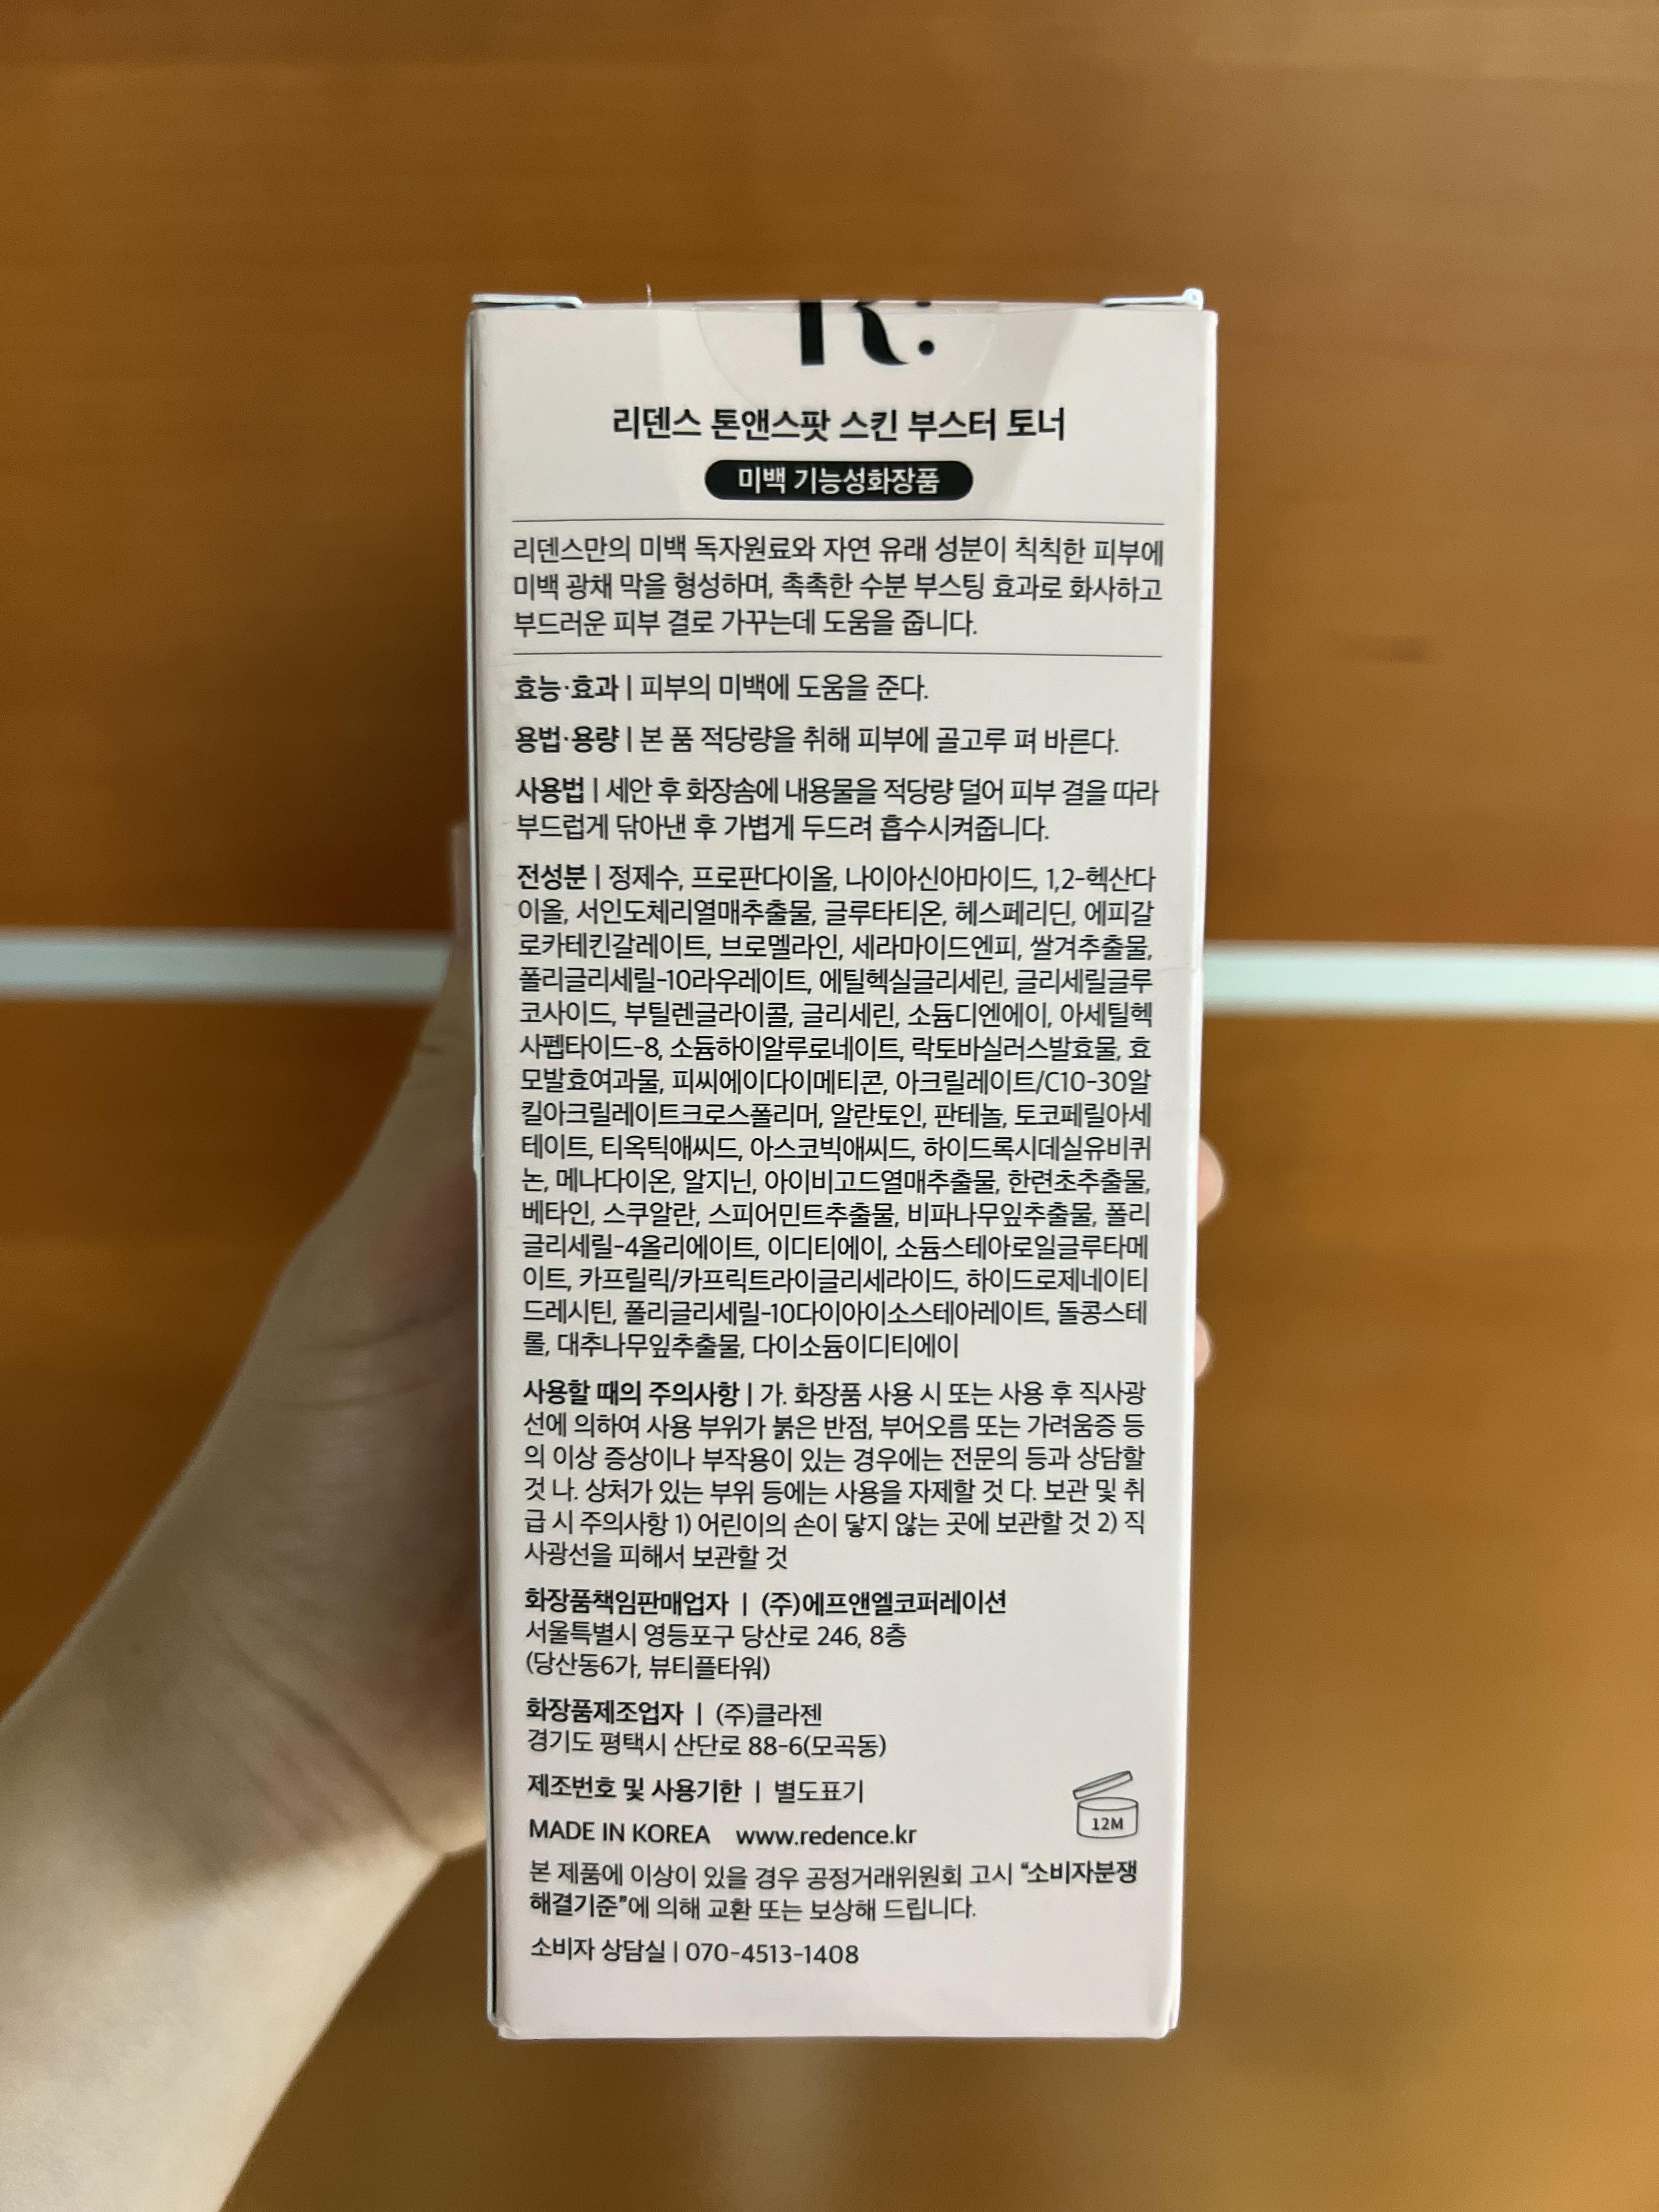 R:
리덴스 톤앤스팟 스킨 부스터 토너
미백 기능성화장품
리덴스만의 미백 독자원료와 자연 유래 성분이 칙칙한 피부에
미백 광채 막을 형성하며, 촉촉한 수분 부스팅 효과로 화사하고
부드러운 피부 결로 가꾸는데 도움을 줍니다.
효능·효과 | 피부의 미백에 도움을 준다.
용법·용량 | 본 품 적당량을 취해 피부에 골고루 펴 바른다.
사용법 | 세안 후 화장솜에 내용물을 적당량 덜어 피부 결을 따라
부드럽게 닦아낸 후 가볍게 두드려 흡수시켜줍니다.
전성분 | 정제수, 프로판다이올, 나이아신아마이드, 1,2-헥산다
이올, 서인도체리열매추출물, 글루타티온, 헤스페리딘, 에피갈
로카테킨갈레이트, 브로멜라인, 세라마이드엔피, 쌀겨추출물,
폴리글리세릴-10라우레이트, 에틸헥실글리세린, 글리세릴글루
코사이드, 부틸렌글라이콜, 글리세린, 소듐디엔에이, 아세틸헥
사펩타이드-8, 소듐하이알루로네이트, 락토바실러스발효물, 효
모발효여과물, 피씨에이다이메티콘, 아크릴레이트/C10-30알
킬아크릴레이트크로스폴리머, 알란토인, 판테놀, 토코페릴아세
테이트, 티옥틱애씨드, 아스코빅애씨드, 하이드록시데실유비퀴
논, 메나다이온, 알지닌, 아이비고드열매추출물, 한련초추출물,
베타인, 스쿠알란, 스피어민트추출물, 비파나무잎추출물, 폴리
글리세릴-4올리에이트, 이디티에이, 소듐스테아로일글루타메
이트, 카프릴릭/카프릭트라이글리세라이드, 하이드로제네이티
드레시틴, 폴리글리세릴-10다이아이소스테아레이트, 돌콩스테
롤, 대추나무잎추출물, 다이소듐이디티에이
사용할 때의 주의사항 | 가. 화장품 사용 시 또는 사용 후 직사광
선에 의하여 사용 부위가 붉은 반점, 부어오름 또는 가려움증 등
의 이상 증상이나 부작용이 있는 경우에는 전문의 등과 상담할
것 나. 상처가 있는 부위 등에는 사용을 자제할 것 다. 보관 및 취
급 시 주의사항 1) 어린이의 손이 닿지 않는 곳에 보관할 것 2) 직
사광선을 피해서 보관할 것
화장품책임판매업자 | (주)에프앤엘코퍼레이션
서울특별시 영등포구 당산로 246, 8층
(당산동6가, 뷰티플타워)
화장품제조업자 | (주)클라젠
경기도 평택시 산단로 88-6(모곡동)
제조번호 및 사용기한 | 별도표기
12M
MADE IN KOREA www.redence.kr
본 제품에 이상이 있을 경우 공정거래위원회 고시 “소비자분쟁
해결기준”에 의해 교환 또는 보상해 드립니다.
소비자 상담실 | 070-4513-1408